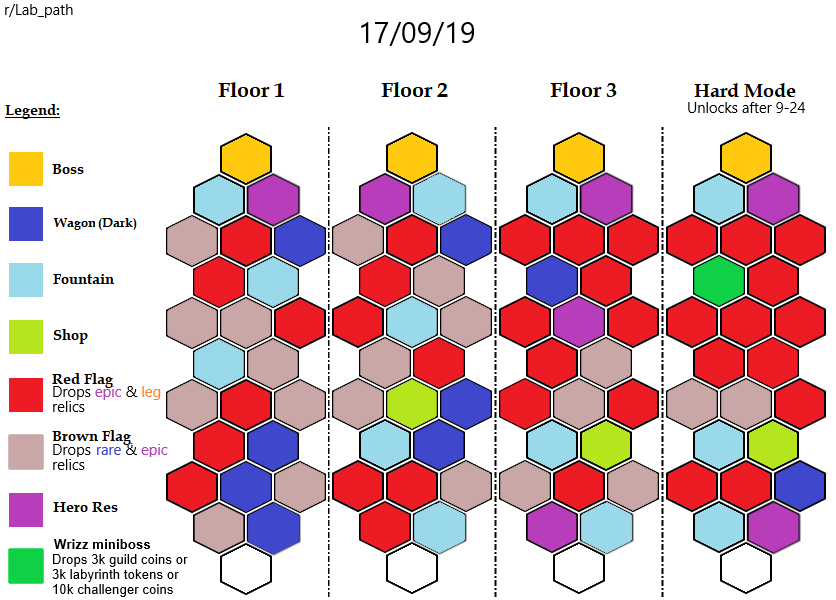 r/Lab_path
17/09/19
Floor 1
Floor 2
Floor 3
Hard Mode
Unlocks after 9-24
Legend:
Boss
Wagon (Dark)
Fountain
Shop
Red Flag
Drops epic & leg
relics
Brown Flag
Drops rare & epic
relics
Hero Res
Wrizz miniboss
Drops 3k guild coins or
3k labyrinth tokens or
10k challenger coins